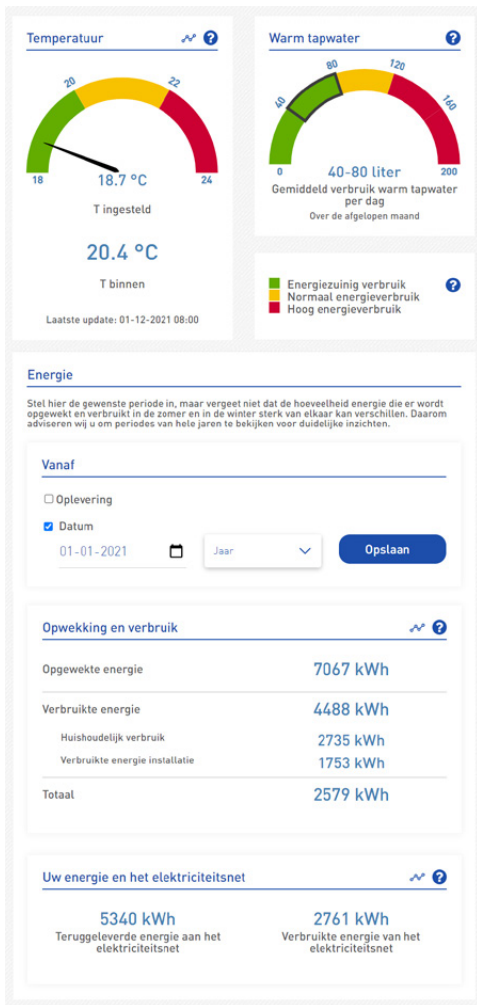 Temperatuur
20
22
18
18.7 °C
24
T ingesteld
20.4 °C
T binnen
Laatste update: 01-12-2021 08:00
Warm tapwater
80
120
40
160
0
40-80 liter
200
Gemiddeld verbruik warm tapwater
per dag
Over de afgelopen maand
Energiezuinig verbruik
Normaal energieverbruik
Hoog energieverbruik
Energie
Stel hier de gewenste periode in, maar vergeet niet dat de hoeveelheid energie die er wordt
opgewekt en verbruikt in de zomer en in de winter sterk van elkaar kan verschillen. Daarom
adviseren wij u om periodes van hele jaren te bekijken voor duidelijke inzichten.
Vanaf
Oplevering
Datum
01-01-2021
Jaar
Opslaan
Opwekking en verbruik
Opgewekte energie 7067 kWh
Verbruikte energie 4488 kWh
Huishoudelijk verbruik 2735 kWh
Verbruikte energie installatie 1753 kWh
Totaal 2579 kWh
Uw energie en het elektriciteitsnet
5340 kWh
Teruggeleverde energie aan het
elektriciteitsnet
2761 kWh
Verbruikte energie van het
elektriciteitsnet